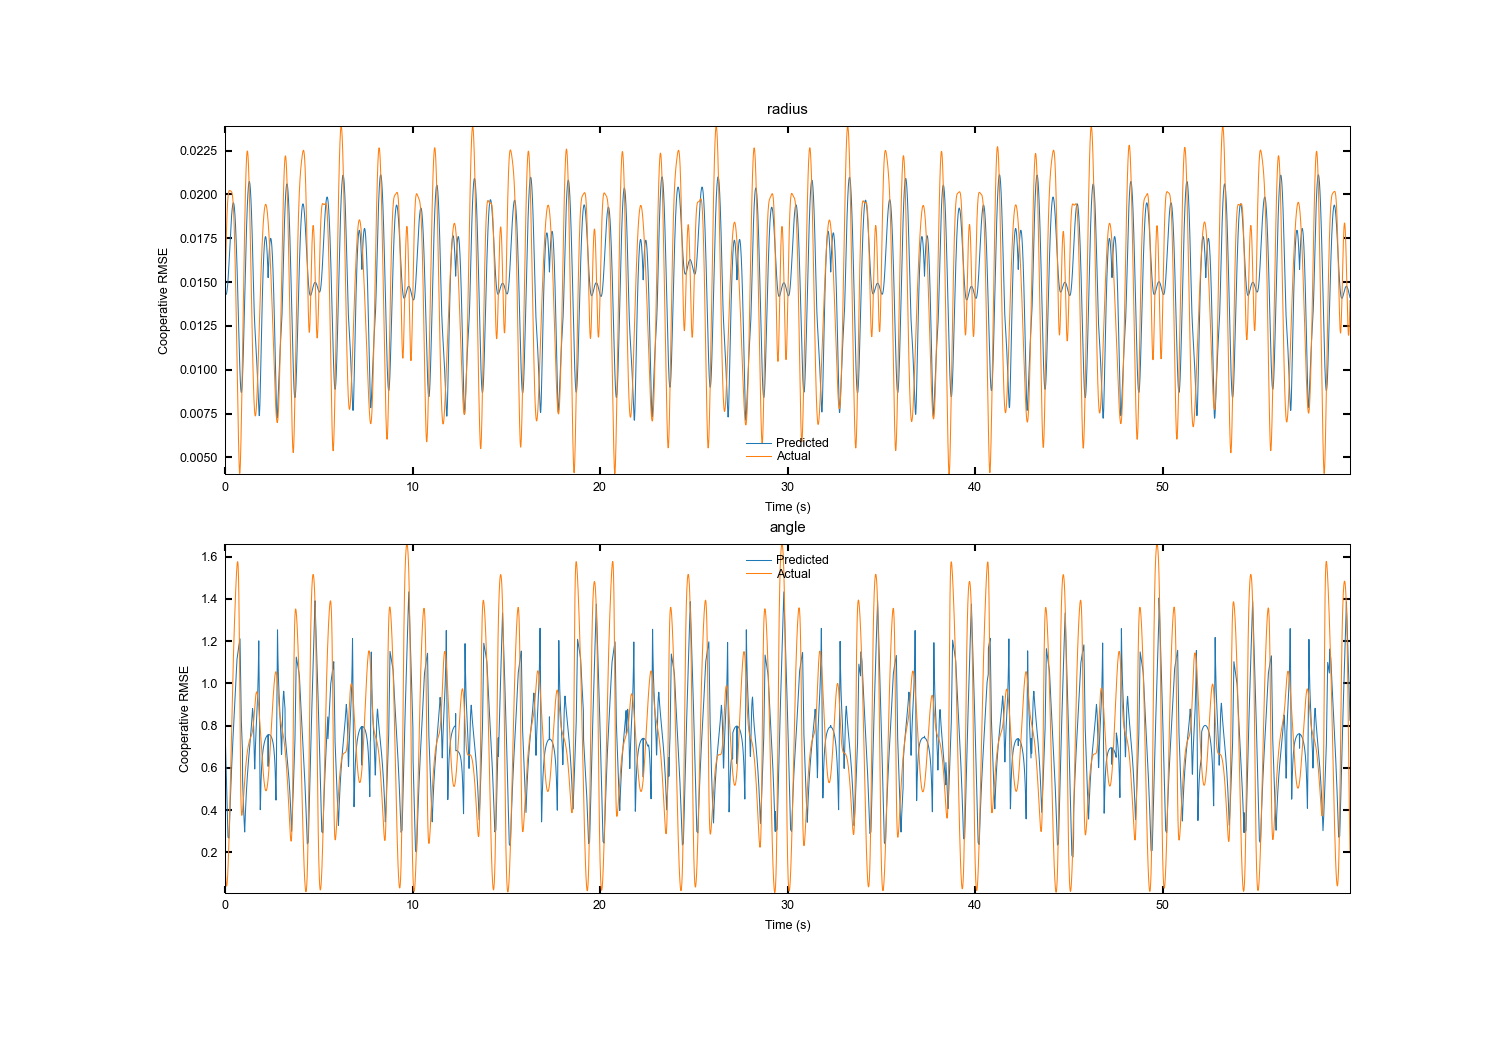 radius
0.0225
0.0200
0.0175
0.0150
0.0125
0.0100
0.0075
0.0050
Cooperative RMSE
Predicted
Actual
0 10 20 30 40 50
Time (s)
angle
1.6
1.4
1.2
1.0
0.8
0.6
0.4
0.2
Cooperative RMSE
Predicted
Actual
0 10 20 30 40 50
Time (s)